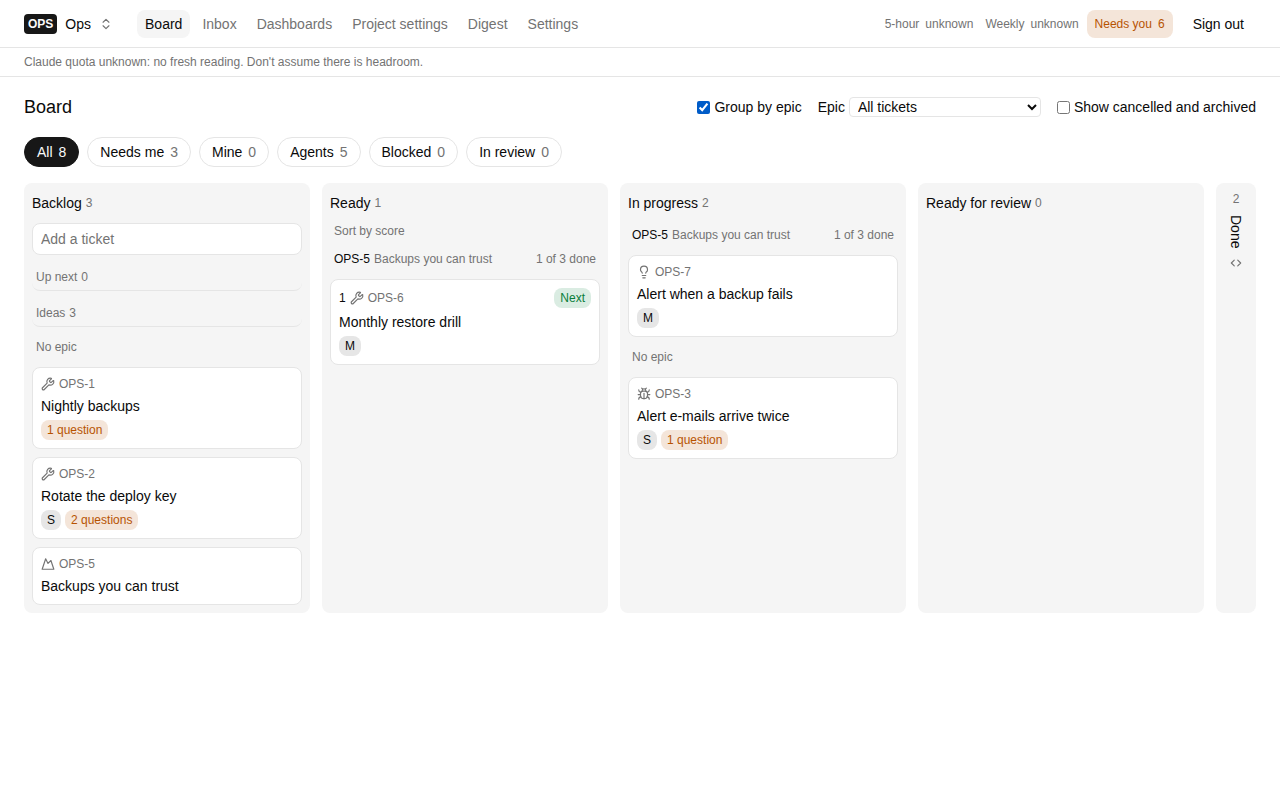 OPS Ops Board Inbox Dashboards Project settings Digest Settings 5-hour unknown Weekly unknown Needs you 6 Sign out
Claude quota unknown: no fresh reading. Don't assume there is headroom.
Board Group by epic Epic All tickets Show cancelled and archived
All 8 Needs me 3 Mine 0 Agents 5 Blocked 0 In review 0
Backlog 3
Add a ticket
Up next 0
Ideas 3
No epic
OPS-1
Nightly backups
1 question
OPS-2
Rotate the deploy key
S 2 questions
OPS-5
Backups you can trust
Ready 1
Sort by score
OPS-5 Backups you can trust 1 of 3 done
1 OPS-6 Next
Monthly restore drill
M
In progress 2
OPS-5 Backups you can trust 1 of 3 done
OPS-7
Alert when a backup fails
M
No epic
OPS-3
Alert e-mails arrive twice
S 1 question
Ready for review 0
2
Done